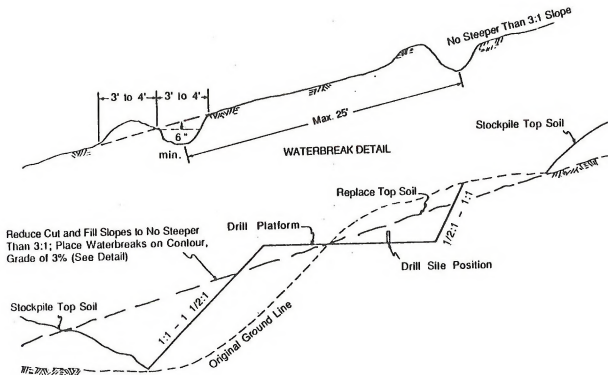 No Steeper Than 3:1 Slope
3' to 4'
3' to 4'
6"
min.
Max. 25'
WATERBREAK DETAIL
Stockpile Top Soil
Replace Top Soil
Drill Platform
Reduce Cut and Fill Slopes to No Steeper
Than 3:1; Place Waterbreaks on Contour,
Grade of 3% (See Detail)
1/2:1 - 1:1
Drill Site Position
Stockpile Top Soil
1:1 - 1 1/2:1
Original Ground Line